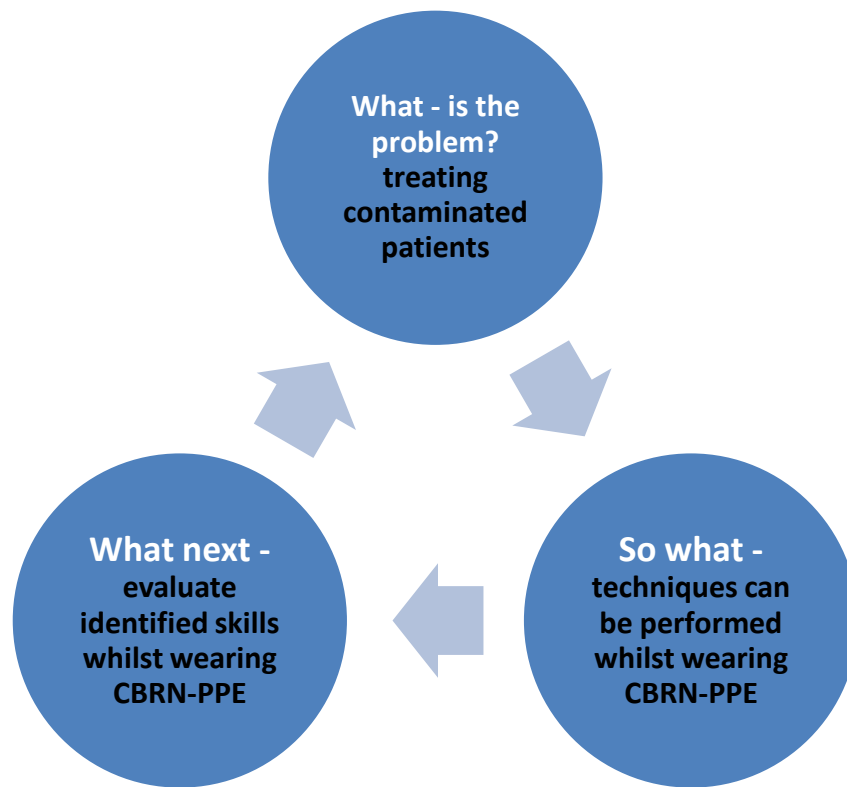 What - is the
problem?
treating
contaminated
patients
So what -
techniques can
be performed
whilst wearing
CBRN-PPE
What next -
evaluate
identified skills
whilst wearing
CBRN-PPE